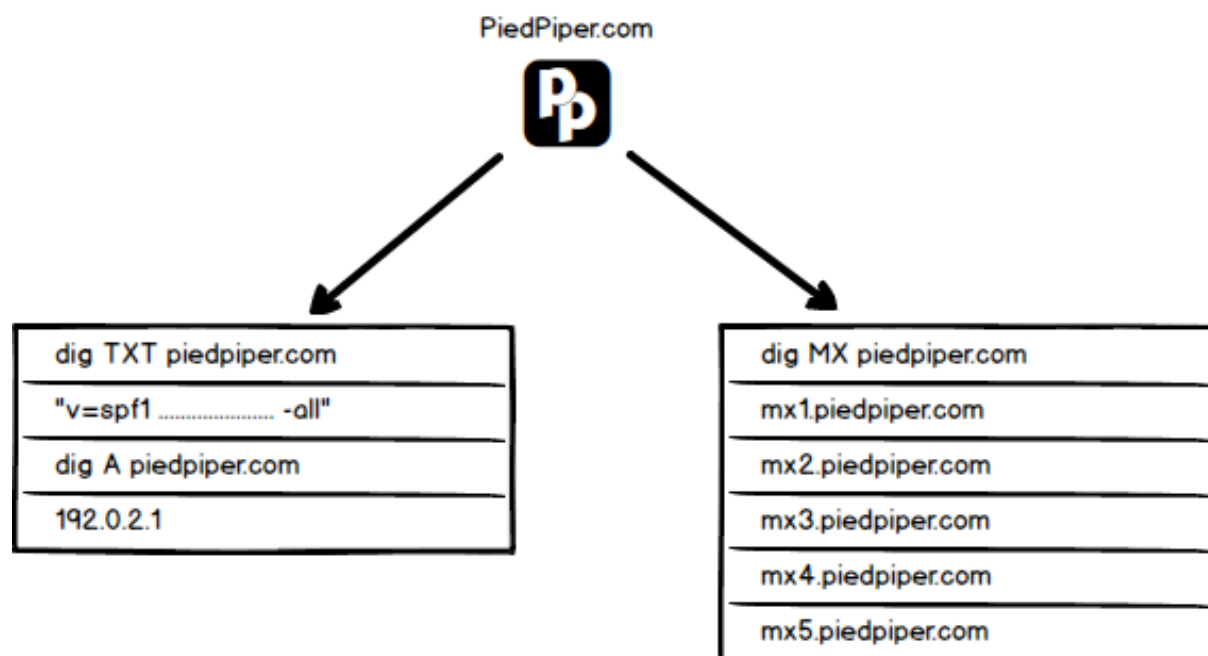 PiedPiper.com
pp
dig TXT piedpiper.com
"v=spf1 ...................... -all"
dig A piedpiper.com
192.0.2.1
dig MX piedpiper.com
mx1.piedpiper.com
mx2.piedpiper.com
mx3.piedpiper.com
mx4.piedpiper.com
mx5.piedpiper.com